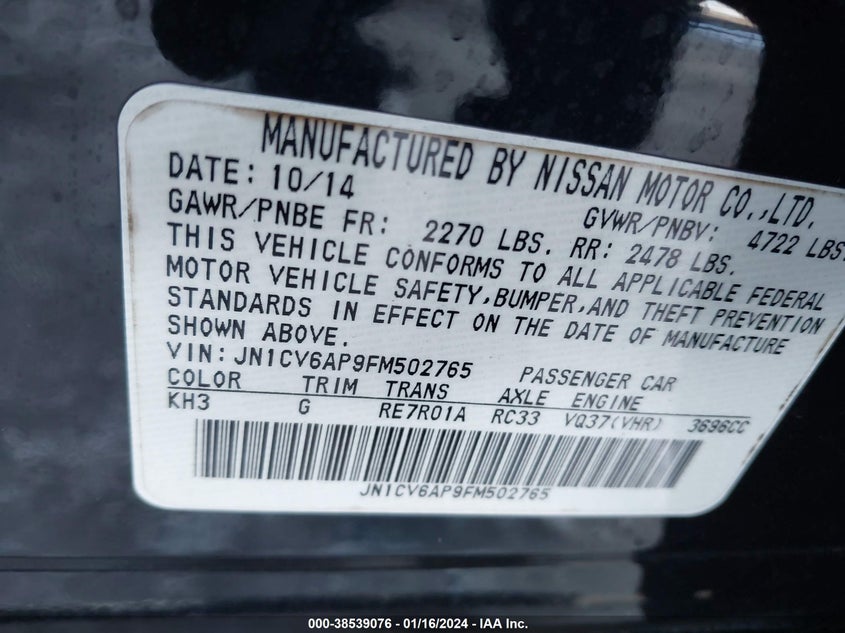 MANUFACTURED BY NISSAN MOTOR CO.,LTD.
DATE: 10/14 GVWR/PNBV: 4722 LBS.
GAWR/PNBE FR: 2270 LBS. RR: 2478 LBS.
THIS VEHICLE CONFORMS TO ALL APPLICABLE FEDERAL
MOTOR VEHICLE SAFETY,BUMPER,AND THEFT PREVENTION
STANDARDS IN EFFECT ON THE DATE OF MANUFACTURE
SHOWN ABOVE.
VIN:JN1CV6AP9FM502765 PASSENGER CAR
COLOR TRIM TRANS AXLE ENGINE
KH3 G RE7R01A RC33 VQ37(VHR) 3696CC
JN1CV6AP9FM502765
000-38539076 - 01/16/2024 - IAA Inc.